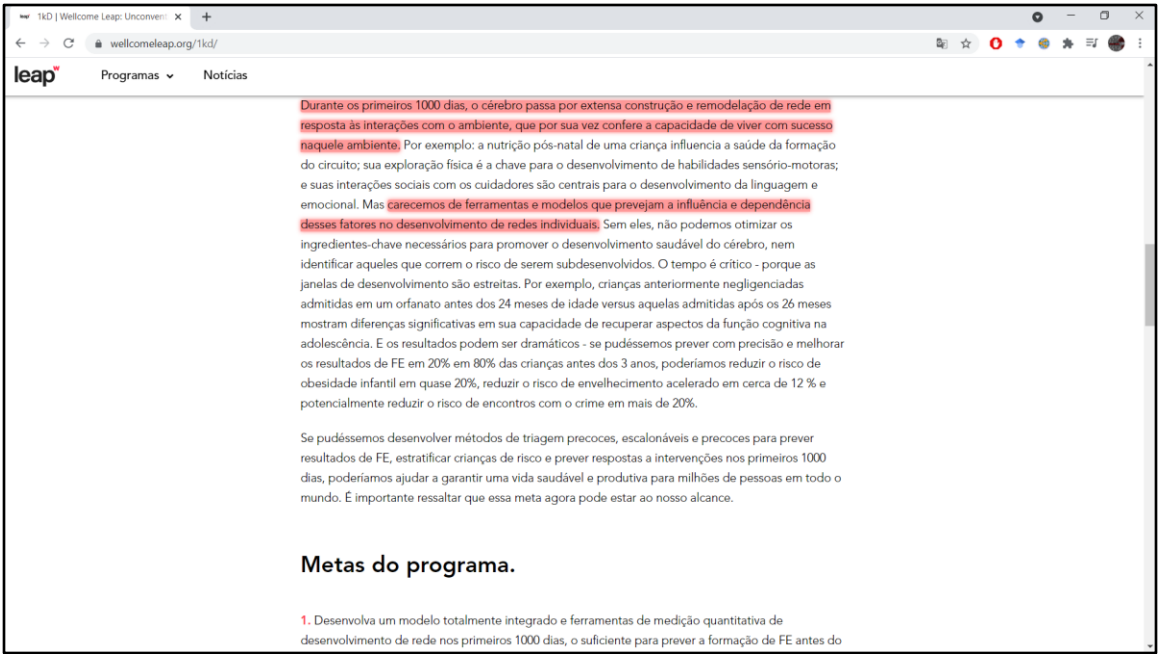 1kD | Wellcome Leap: Unconvent
wellcomeleap.org/1kd/
leap
w
Programas
Notícias
Durante os primeiros 1000 dias, o cérebro passa por extensa construção e remodelação de rede em
resposta às interações com o ambiente, que por sua vez confere a capacidade de viver com sucesso
naquele ambiente. Por exemplo: a nutrição pós-natal de uma criança influencia a saúde da formação
do circuito; sua exploração física é a chave para o desenvolvimento de habilidades sensório-motoras;
e suas interações sociais com os cuidadores são centrais para o desenvolvimento da linguagem e
emocional. Mas carecemos de ferramentas e modelos que prevejam a influência e dependência
desses fatores no desenvolvimento de redes individuais. Sem eles, não podemos otimizar os
ingredientes-chave necessários para promover o desenvolvimento saudável do cérebro, nem
identificar aqueles que correm o risco de serem subdesenvolvidos. O tempo é crítico - porque as
janelas de desenvolvimento são estreitas. Por exemplo, crianças anteriormente negligenciadas
admitidas em um orfanato antes dos 24 meses de idade versus aquelas admitidas após os 26 meses
mostram diferenças significativas em sua capacidade de recuperar aspectos da função cognitiva na
adolescência. E os resultados podem ser dramáticos - se pudéssemos prever com precisão e melhorar
os resultados de FE em 20% em 80% das crianças antes dos 3 anos, poderíamos reduzir o risco de
obesidade infantil em quase 20%, reduzir o risco de envelhecimento acelerado em cerca de 12 % e
potencialmente reduzir o risco de encontros com o crime em mais de 20%.
Se pudéssemos desenvolver métodos de triagem precoces, escalonáveis e precoces para prever
resultados de FE, estratificar crianças de risco e prever respostas a intervenções nos primeiros 1000
dias, poderíamos ajudar a garantir uma vida saudável e produtiva para milhões de pessoas em todo o
mundo. É importante ressaltar que essa meta agora pode estar ao nosso alcance.
Metas do programa.
1. Desenvolva um modelo totalmente integrado e ferramentas de medição quantitativa de
desenvolvimento de rede nos primeiros 1000 dias, o suficiente para prever a formação de FE antes do